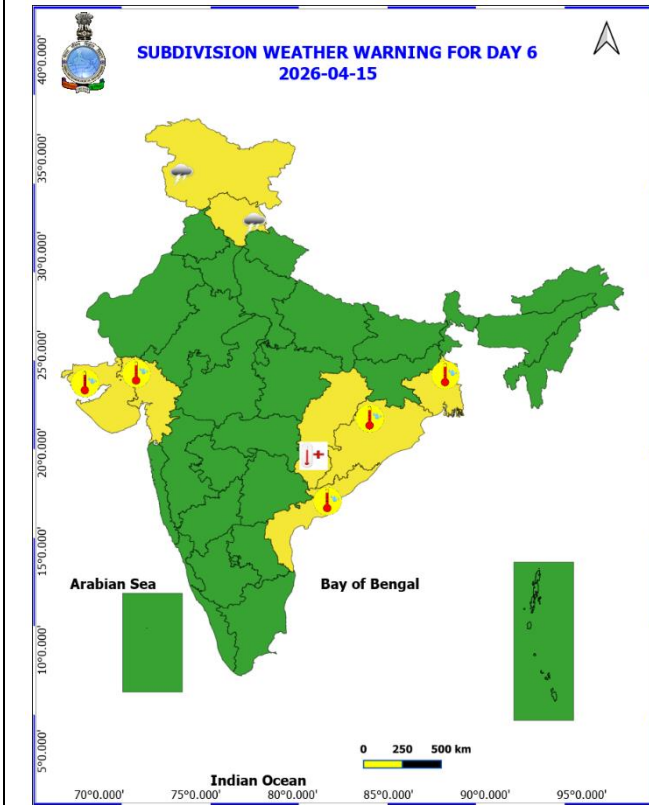 SUBDIVISION WEATHER WARNING FOR DAY 6
2026-04-15
40°0.000'
35°0.000'
30°0.000'
25°0.000'
20°0.000'
15°0.000'
10°0.000'
5°0.000'
Arabian Sea
Bay of Bengal
0 250 500 km
Indian Ocean
70°0.000' 75°0.000' 80°0.000' 85°0.000' 90°0.000' 95°0.000'